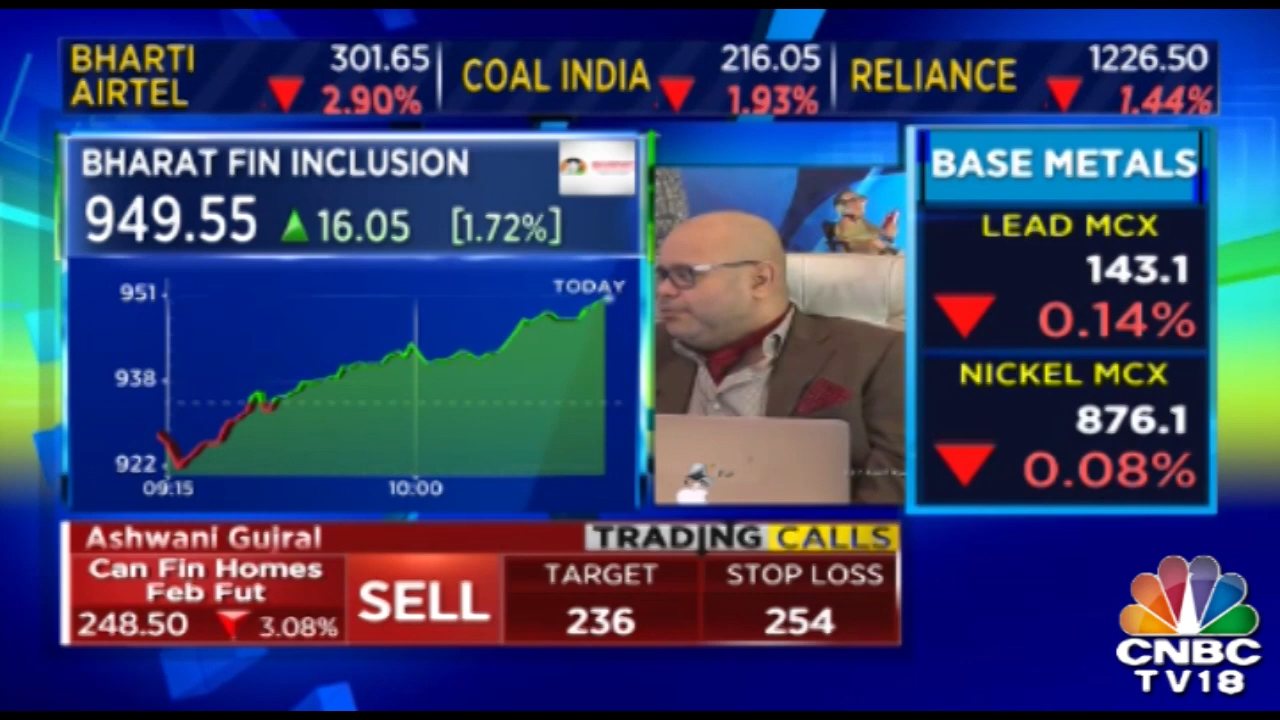 BHARTI
AIRTEL
301.65
2.90%
COAL INDIA
216.05
1.93%
RELIANCE
1226.50
1.44%
BHARAT FIN INCLUSION
949.55 16.05 [1.72%]
TODAY
951
938
922
09:15 10:00
BASE METALS
LEAD MCX
143.1
0.14%
NICKEL MCX
876.1
0.08%
Ashwani Gujral
TRADING CALLS
Can Fin Homes
Feb Fut
248.50 3.08%
SELL
TARGET
236
STOP LOSS
254
CNBC
TV18